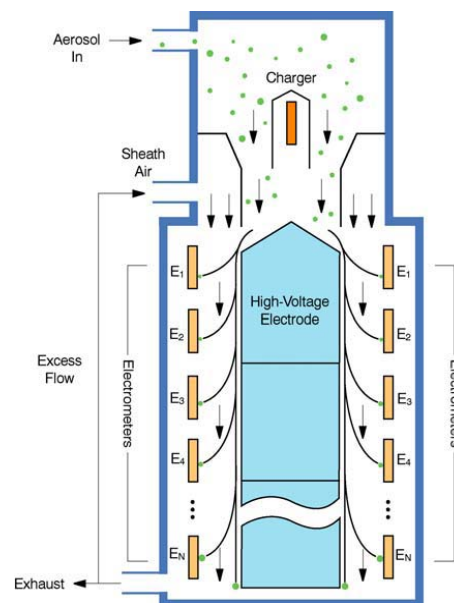 Aerosol
In
Charger
Sheath
Air
High-Voltage
Electrode
E1
E2
E3
E4
EN
E1
E2
E3
E4
EN
Electrometers
Electrometers
Excess
Flow
Exhaust